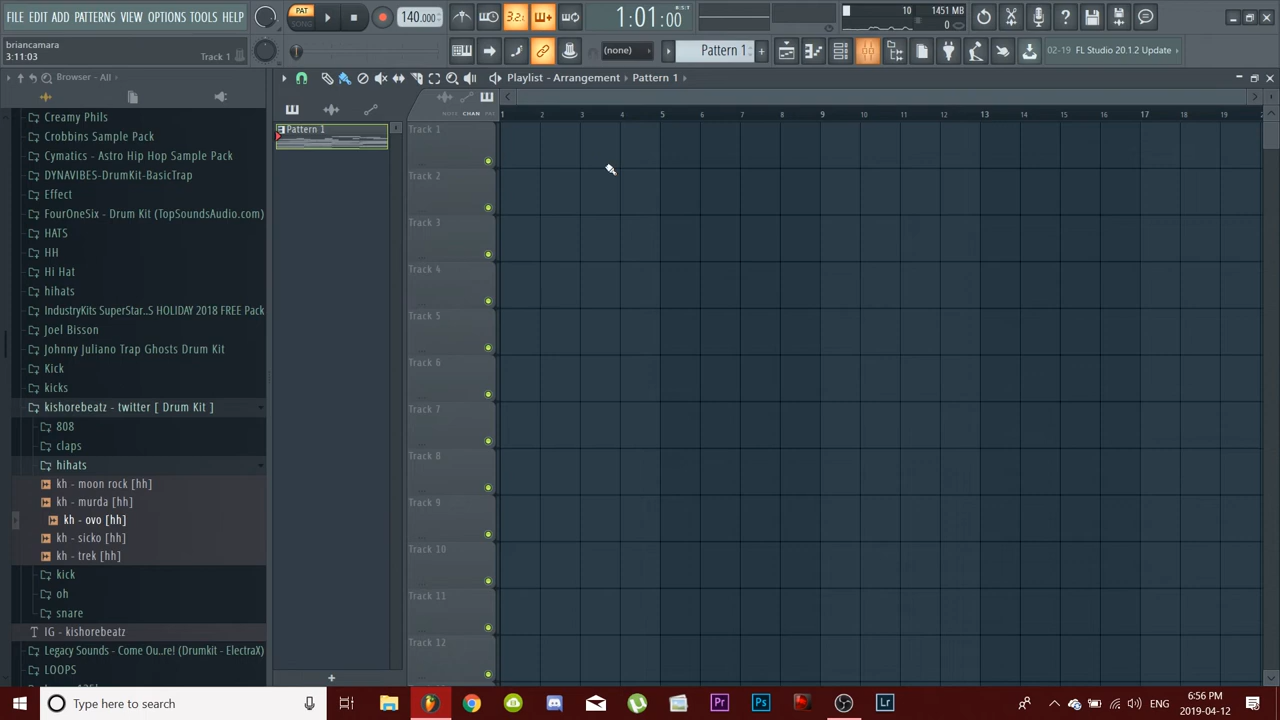 FILE EDIT ADD PATTERNS VIEW OPTIONS TOOLS HELP
PAT
SONG
140.000
3.2.
1:01:00
10
1451 MB
0
briancamara
3:11:03
Track 1
(none)
Pattern 1
02-19 FL Studio 20.1.2 Update
Browser - All
Playlist - Arrangement
Pattern 1
NOTE CHAN PAT
1 2 3 4 5 6 7 8 9 10 11 12 13 14 15 16 17 18 19
Pattern 1
Creamy Phils
Crobbins Sample Pack
Cymatics - Astro Hip Hop Sample Pack
DYNAVIBES-DrumKit-BasicTrap
Effect
FourOneSix - Drum Kit (TopSoundsAudio.com)
HATS
HH
Hi Hat
hihats
IndustryKits SuperStar..S HOLIDAY 2018 FREE Pack
Joel Bisson
Johnny Juliano Trap Ghosts Drum Kit
Kick
kicks
kishorebeatz - twitter [ Drum Kit ]
808
claps
hihats
kh - moon rock [hh]
kh - murda [hh]
kh - ovo [hh]
kh - sicko [hh]
kh - trek [hh]
kick
oh
snare
IG - kishorebeatz
Legacy Sounds - Come Ou..re! (Drumkit - ElectraX)
LOOPS
Track 1
Track 2
Track 3
Track 4
Track 5
Track 6
Track 7
Track 8
Track 9
Track 10
Track 11
Track 12
Type here to search
Pr
Ps
Lr
ENG
6:56 PM
2019-04-12